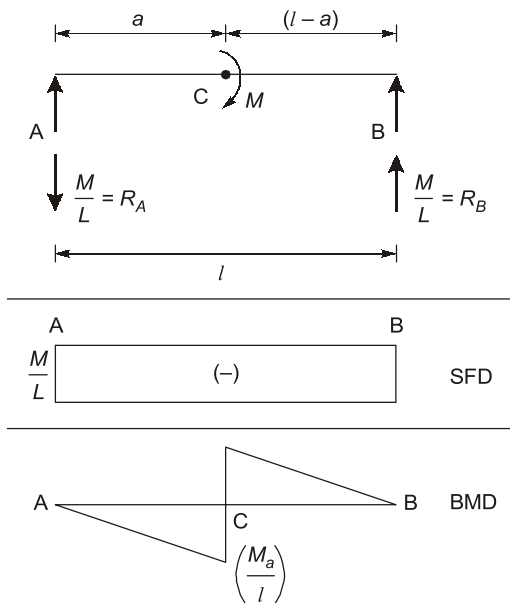 a (l – a)
C M
A B
M/L = R_A M/L = R_B
l
A B
M/L (–) SFD
A C B BMD
(M_a/l)